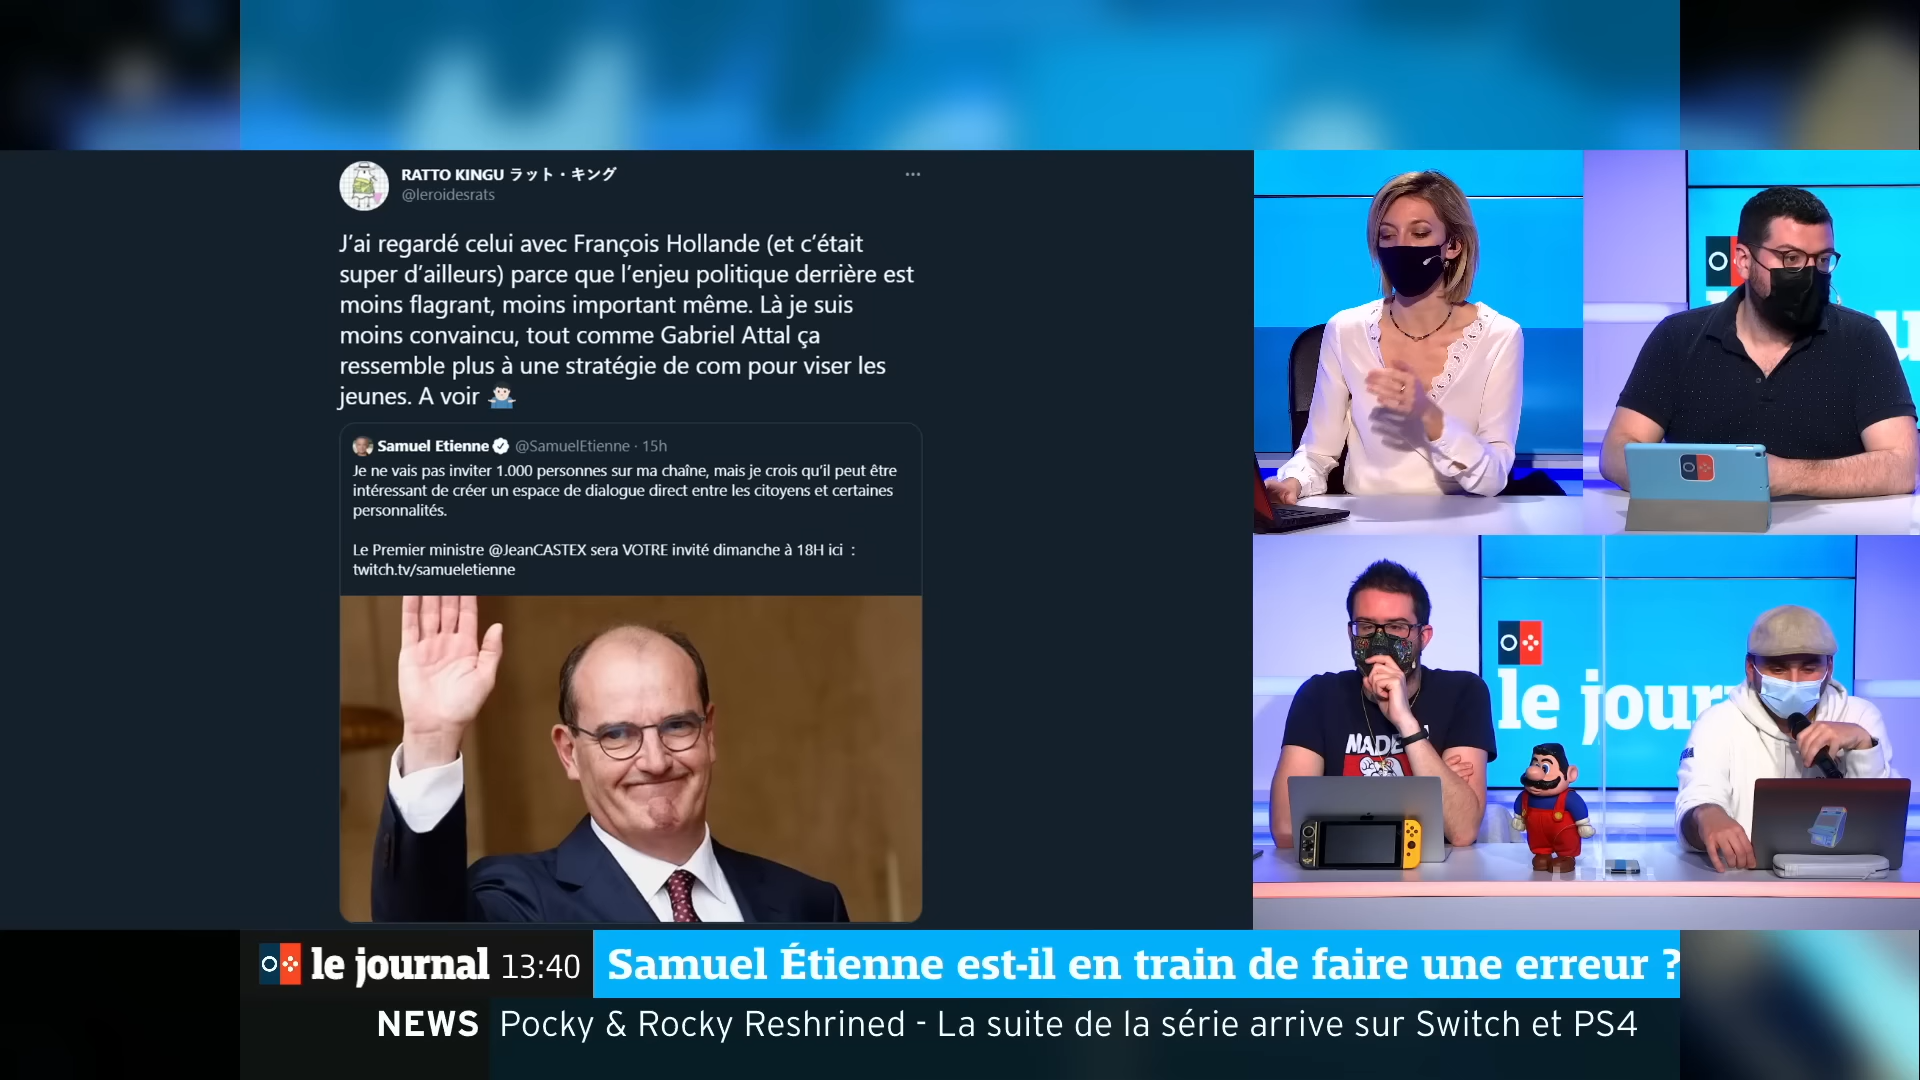 RATTO KINGU ラット・キング
@leroidesrats
J'ai regardé celui avec François Hollande (et c'était
super d'ailleurs) parce que l'enjeu politique derrière est
moins flagrant, moins important même. Là je suis
moins convaincu, tout comme Gabriel Attal ça
ressemble plus à une stratégie de com pour viser les
jeunes. A voir
Samuel Etienne @SamuelEtienne · 15h
Je ne vais pas inviter 1.000 personnes sur ma chaîne, mais je crois qu'il peut être
intéressant de créer un espace de dialogue direct entre les citoyens et certaines
personnalités.
Le Premier ministre @JeanCASTEX sera VOTRE invité dimanche à 18H ici :
twitch.tv/samueletienne
le jour
MADE
le journal 13:40
Samuel Étienne est-il en train de faire une erreur ?
NEWS Pocky & Rocky Reshrined - La suite de la série arrive sur Switch et PS4